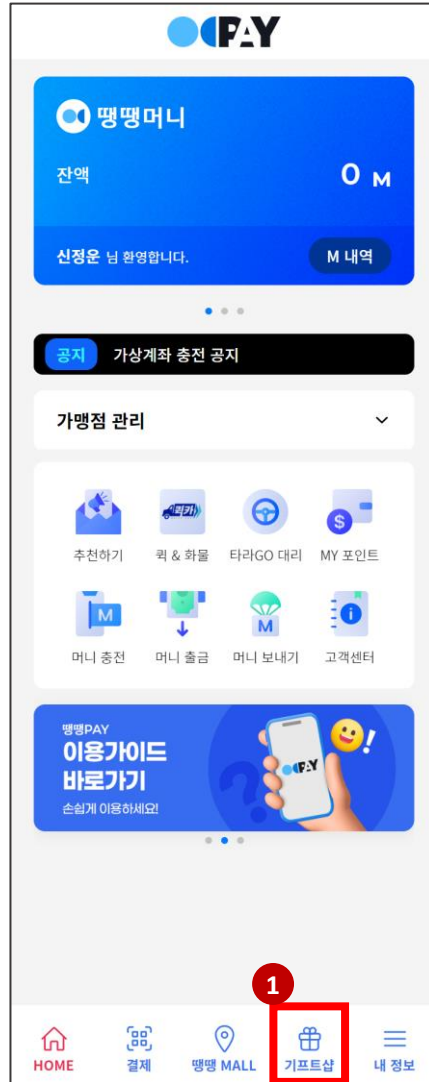 PAY
땡땡머니
잔액 0 M
신정운 님 환영합니다. M 내역
공지 가상계좌 충전 공지
가맹점 관리
퀵카
추천하기 퀵 & 화물 타라GO 대리 MY 포인트
머니 충전 머니 출금 머니 보내기 고객센터
땡땡PAY
이용가이드
바로가기
손쉽게 이용하세요!
PAY
1
HOME 결제 땡땡 MALL 기프트샵 내 정보